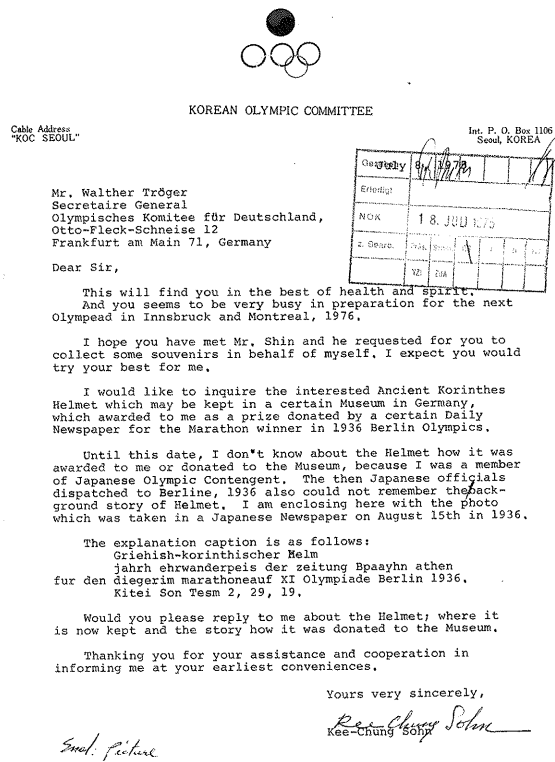 KOREAN OLYMPIC COMMITTEE
Cable Address
"KOC SEOUL"
Int. P. O. Box 1106
Seoul, KOREA
July 8, 1975
Erledigt
NOK 18. JULI 1975
z. Bearb.
Mr. Walther Tröger
Secretaire General
Olympisches Komitee für Deutschland,
Otto-Fleck-Schneise 12
Frankfurt am Main 71, Germany
Dear Sir,
This will find you in the best of health and spirit.
And you seems to be very busy in preparation for the next
Olympead in Innsbruck and Montreal, 1976.
I hope you have met Mr. Shin and he requested for you to
collect some souvenirs in behalf of myself. I expect you would
try your best for me.
I would like to inquire the interested Ancient Korinthes
Helmet which may be kept in a certain Museum in Germany,
which awarded to me as a prize donated by a certain Daily
Newspaper for the Marathon winner in 1936 Berlin Olympics.
Until this date, I don"t know about the Helmet how it was
awarded to me or donated to the Museum, because I was a member
of Japanese Olympic Contengent. The then Japanese officials
dispatched to Berline, 1936 also could not remember the/back-
ground story of Helmet. I am enclosing here with the photo
which was taken in a Japanese Newspaper on August 15th in 1936.
The explanation caption is as follows:
Griehish-korinthischer Helm
jahrh ehrwanderpeis der zeitung Bpaayhn athen
fur den diegerim marathoneauf XI Olympiade Berlin 1936.
Kitei Son Tesm 2, 29, 19.
Would you please reply to me about the Helmet; where it
is now kept and the story how it was donated to the Museum.
Thanking you for your assistance and cooperation in
informing me at your earliest conveniences.
Yours very sincerely,
Kee Chung Sohn
Kee-Chung Sohn
Encl: Picture